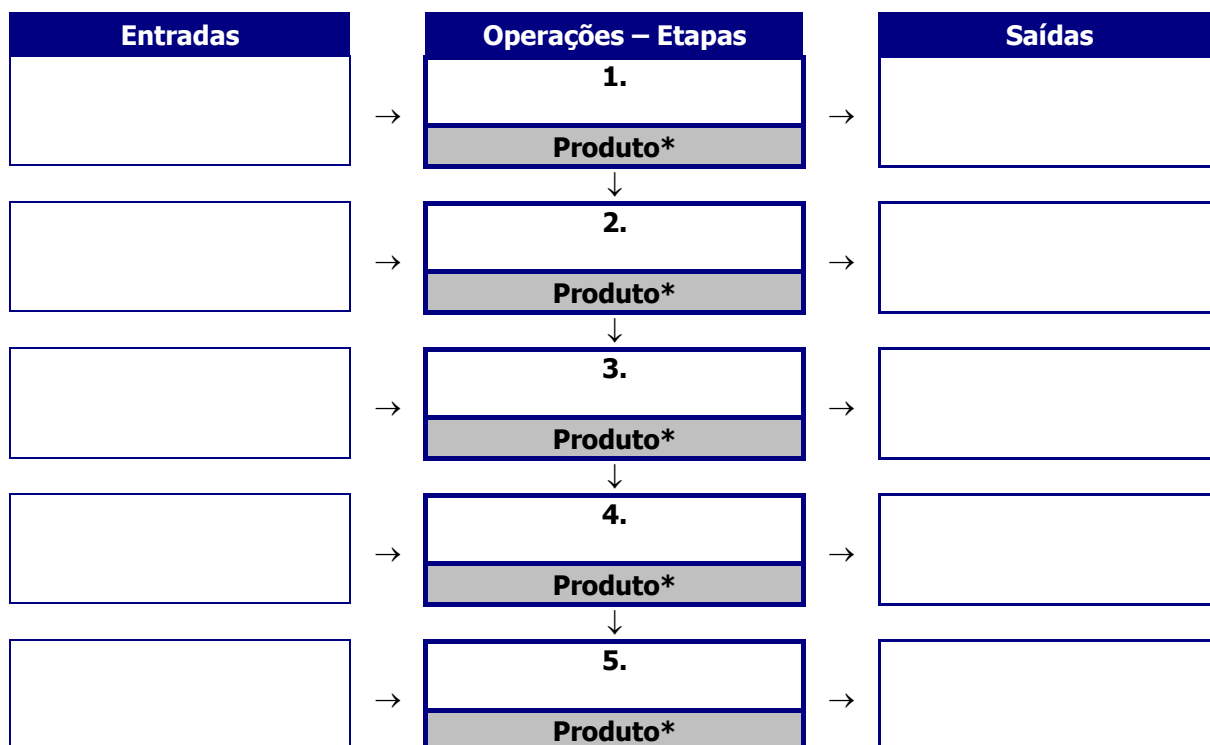 Entradas
Operações – Etapas
Saídas
1.
→
→
Produto*
↓
2.
→
→
Produto*
↓
3.
→
→
Produto*
↓
4.
→
→
Produto*
↓
5.
→
→
Produto*